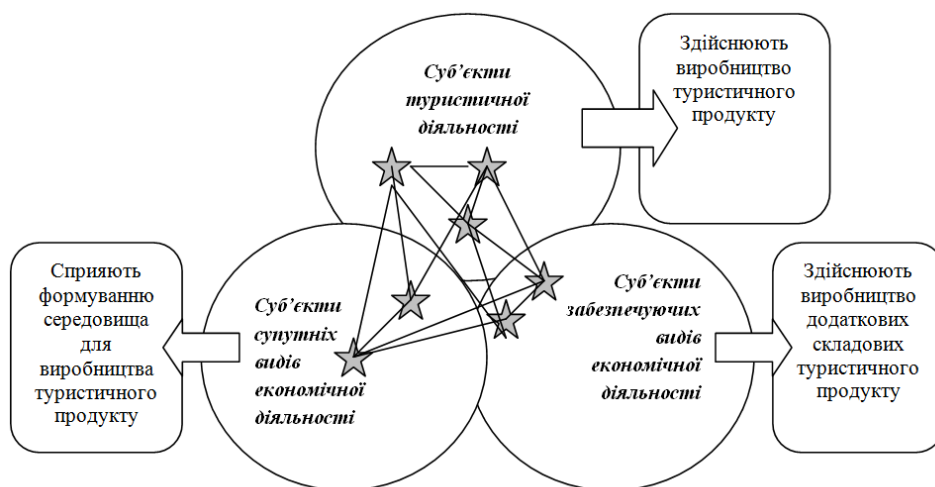 Суб’єкти
туристичної
діяльності
Здійснюють
виробництво
туристичного
продукту
Сприяють
формуванню
середовища
для
виробництва
туристичного
продукту
Суб’єкти
супутніх
видів
економічної
діяльності
Суб’єкти
забезпечуючих
видів
економічної
діяльності
Здійснюють
виробництво
додаткових
складових
туристичного
продукту